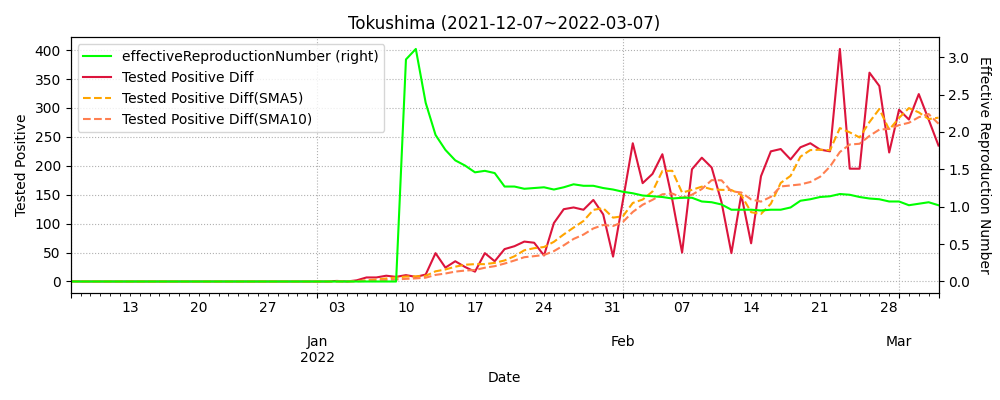 Tokushima (2021-12-07~2022-03-07)
effectiveReproductionNumber (right)
Tested Positive Diff
Tested Positive Diff(SMA5)
Tested Positive Diff(SMA10)
Tested Positive
400
350
300
250
200
150
100
50
0
3.0
2.5
2.0
1.5
1.0
0.5
0.0
Effective Reproduction Number
13 20 27 03 10 17 24 31 07 14 21 28
Jan Feb Mar
2022
Date